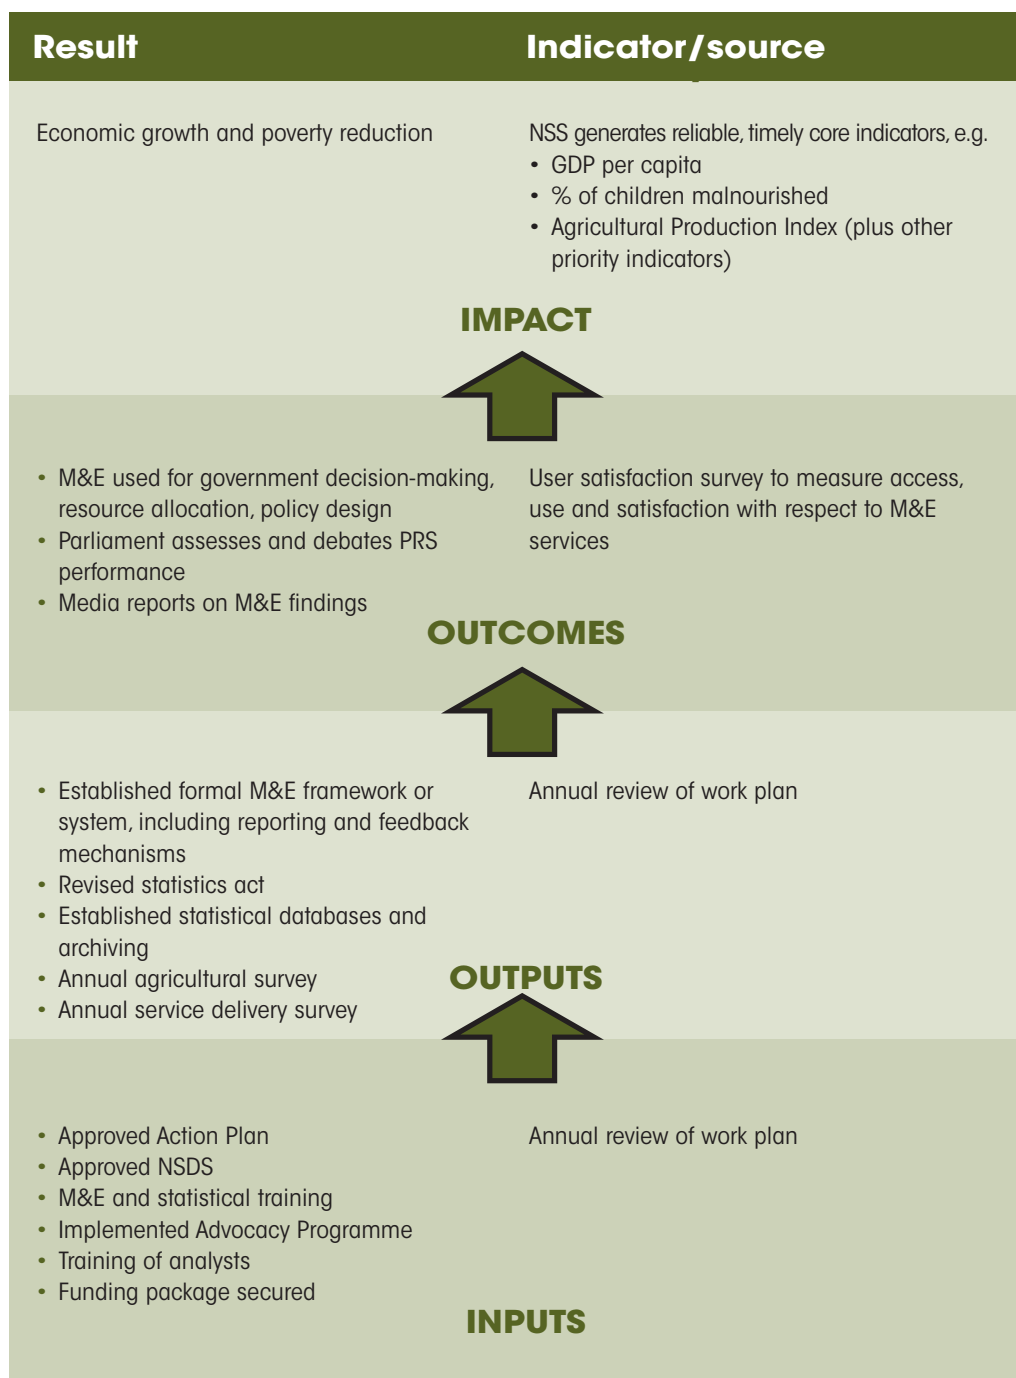 Result
Indicator/source
Economic growth and poverty reduction
NSS generates reliable, timely core indicators, e.g.
• GDP per capita
• % of children malnourished
• Agricultural Production Index (plus other
priority indicators)
IMPACT
• M&E used for government decision-making,
resource allocation, policy design
• Parliament assesses and debates PRS
performance
• Media reports on M&E findings
User satisfaction survey to measure access,
use and satisfaction with respect to M&E
services
OUTCOMES
• Established formal M&E framework or
system, including reporting and feedback
mechanisms
• Revised statistics act
• Established statistical databases and
archiving
• Annual agricultural survey
• Annual service delivery survey
Annual review of work plan
OUTPUTS
• Approved Action Plan
• Approved NSDS
• M&E and statistical training
• Implemented Advocacy Programme
• Training of analysts
• Funding package secured
Annual review of work plan
INPUTS